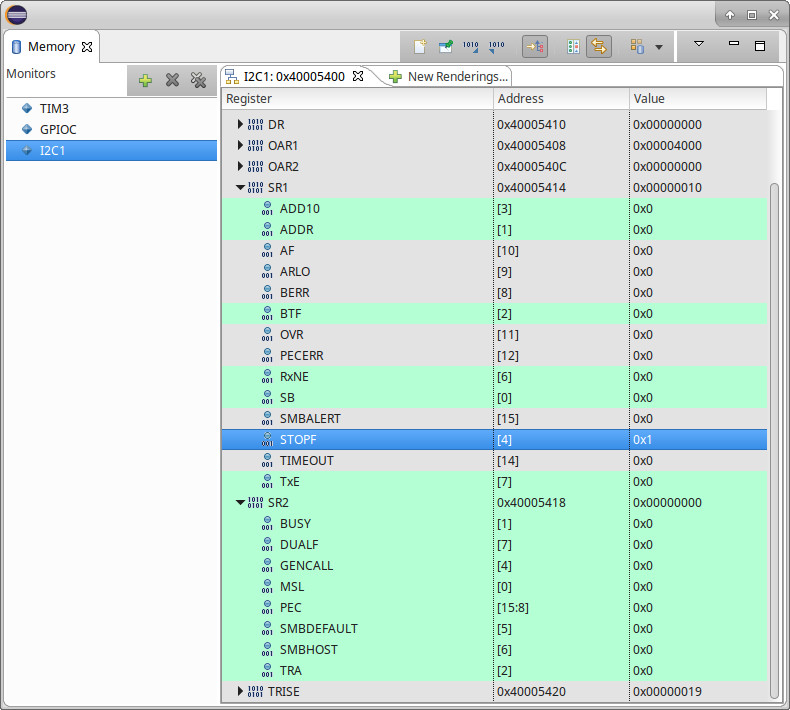 Memory
Monitors
TIM3
GPIOC
I2C1
I2C1: 0x40005400 New Renderings...
Register Address Value
DR 0x40005410 0x00000000
OAR1 0x40005408 0x00004000
OAR2 0x4000540C 0x00000000
SR1 0x40005414 0x00000010
ADD10 [3] 0x0
ADDR [1] 0x0
AF [10] 0x0
ARLO [9] 0x0
BERR [8] 0x0
BTF [2] 0x0
OVR [11] 0x0
PECERR [12] 0x0
RxNE [6] 0x0
SB [0] 0x0
SMBALERT [15] 0x0
STOPF [4] 0x1
TIMEOUT [14] 0x0
TxE [7] 0x0
SR2 0x40005418 0x00000000
BUSY [1] 0x0
DUALF [7] 0x0
GENCALL [4] 0x0
MSL [0] 0x0
PEC [15:8] 0x0
SMBDEFAULT [5] 0x0
SMBHOST [6] 0x0
TRA [2] 0x0
TRISE 0x40005420 0x00000019